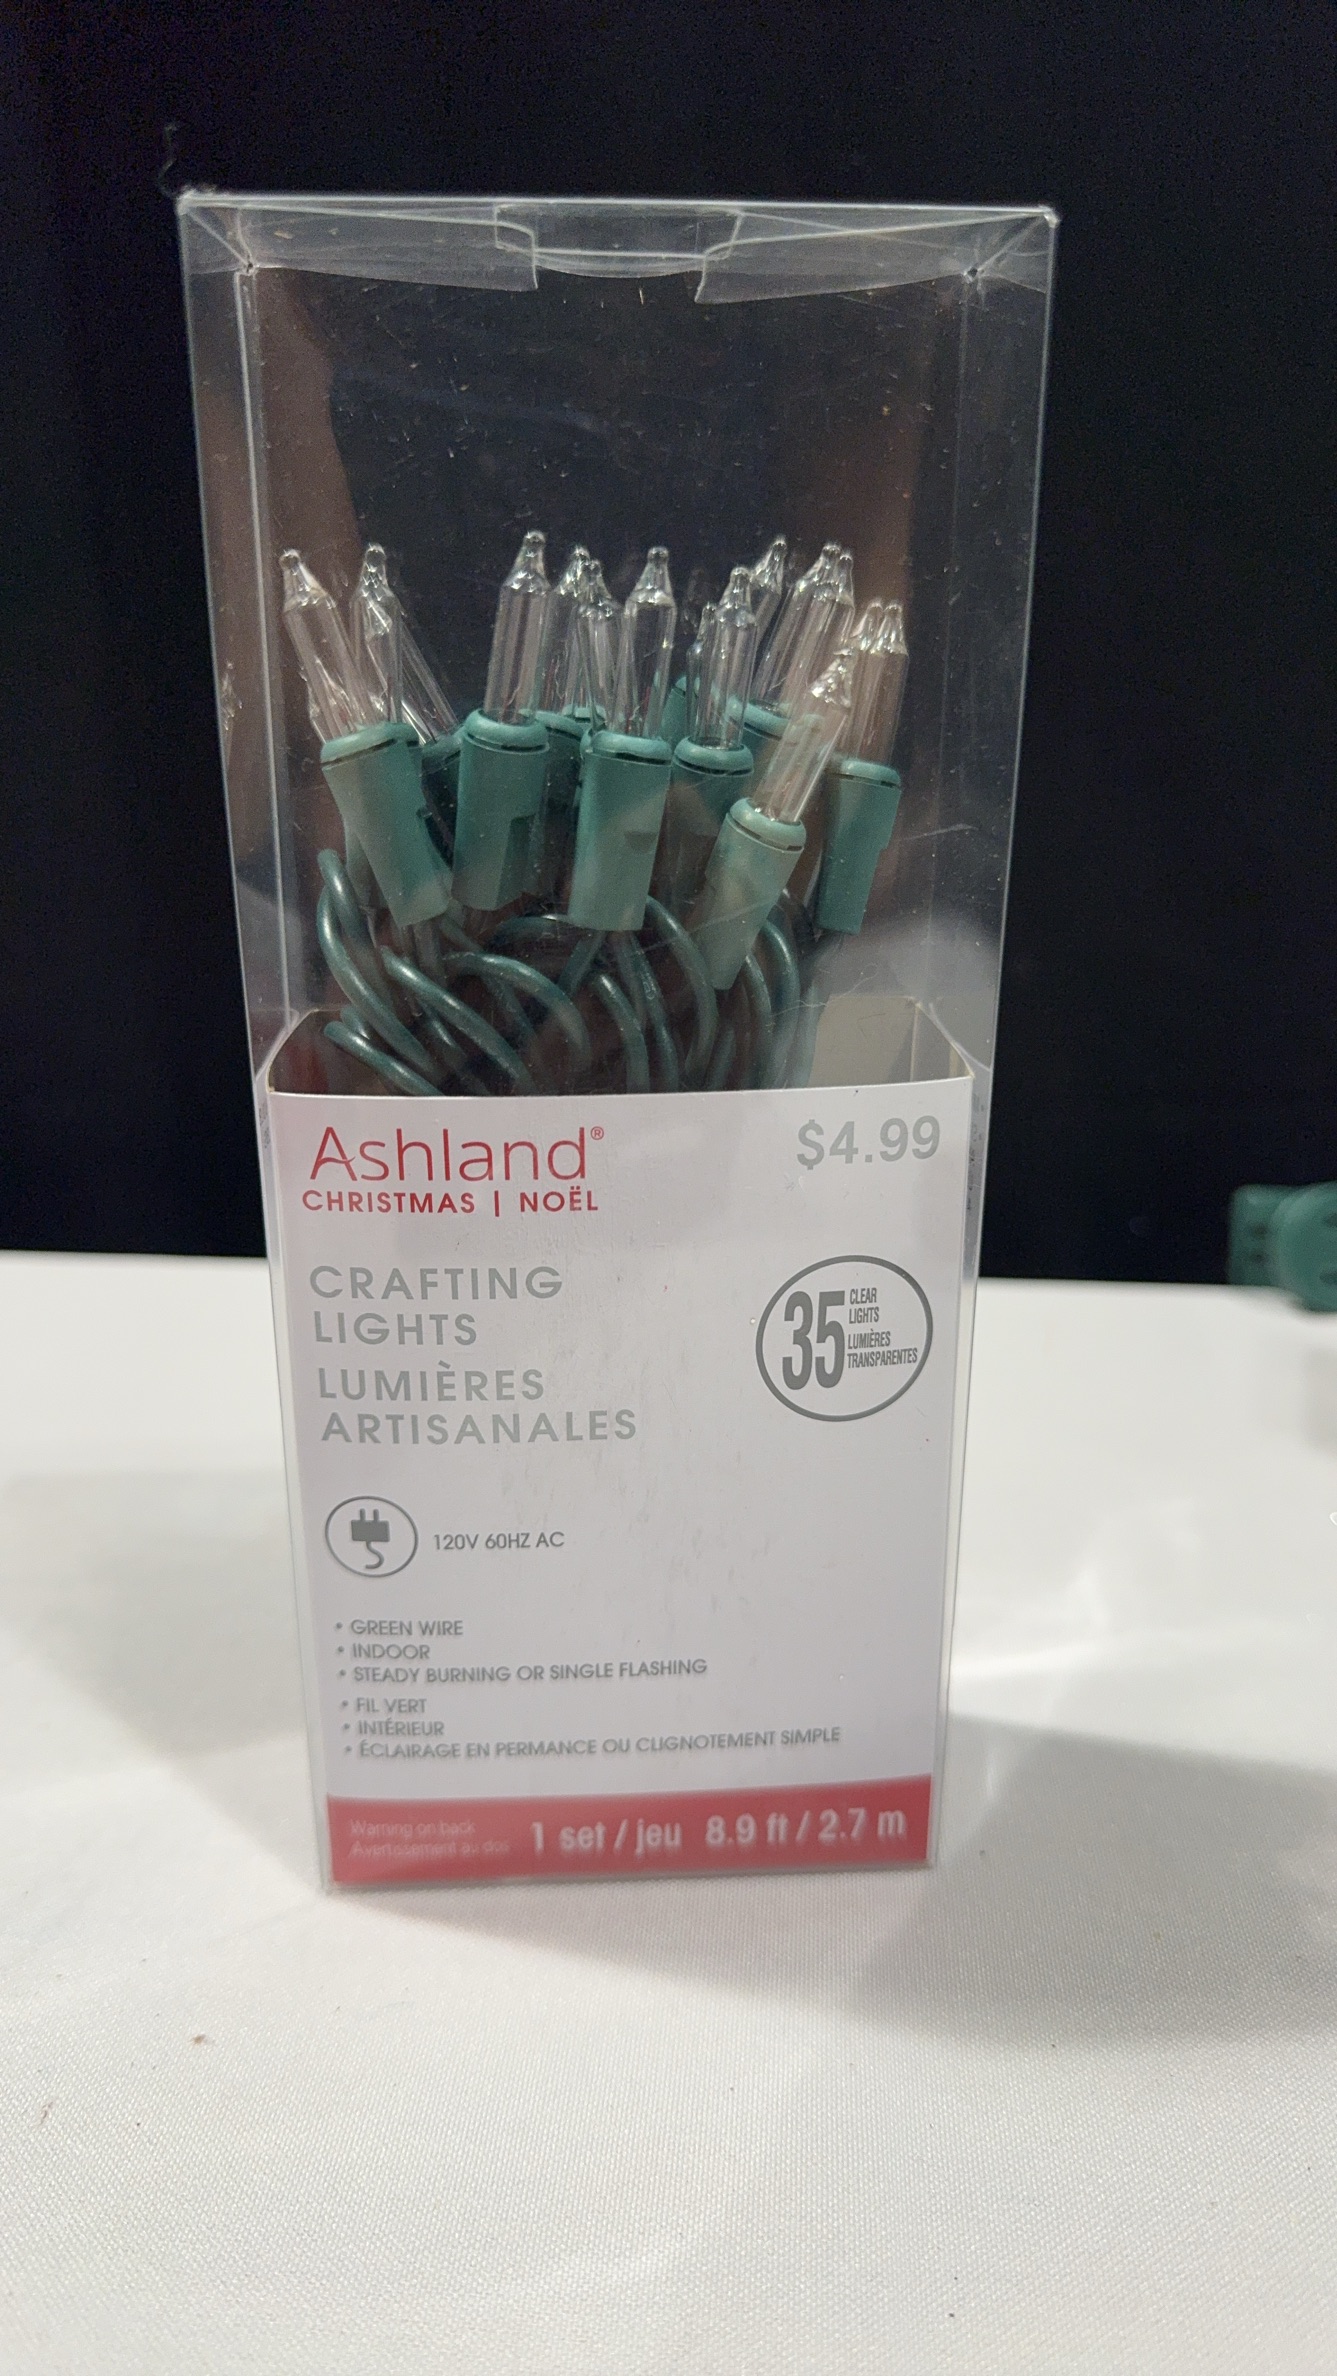 Ashland®
CHRISTMAS | NOËL
$4.99
CRAFTING
LIGHTS
LUMIÈRES
ARTISANALES
35
CLEAR
LIGHTS
LUMIÈRES
TRANSPARENTES
120V 60HZ AC
• GREEN WIRE
• INDOOR
• STEADY BURNING OR SINGLE FLASHING
• FIL VERT
• INTÉRIEUR
• ÉCLAIRAGE EN PERMANCE OU CLIGNOTEMENT SIMPLE
Warning on back
Avertissement au dos
1 set / jeu 8.9 ft / 2.7 m